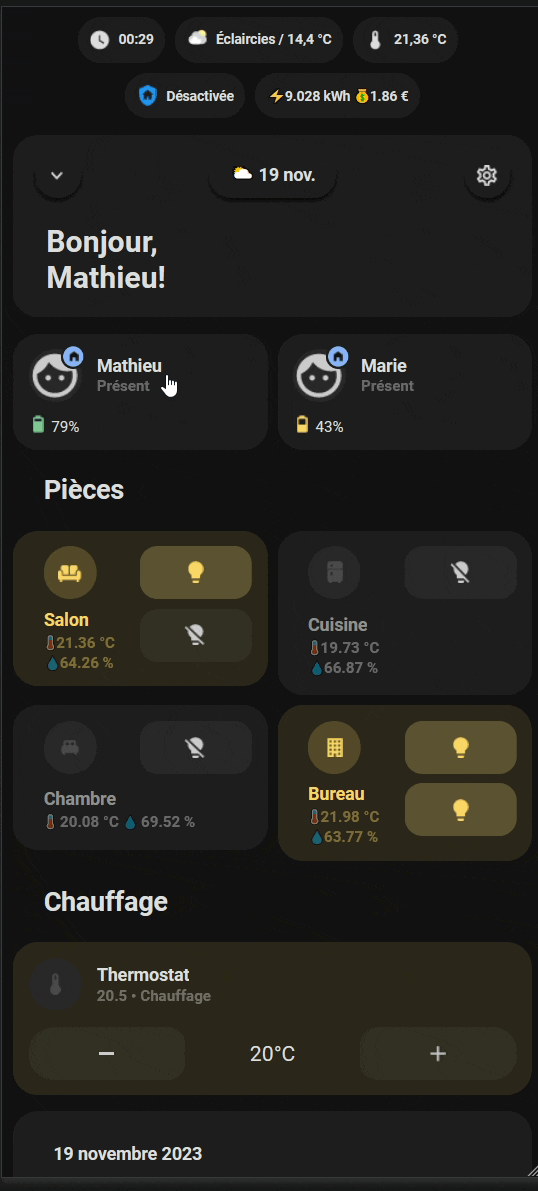 00:29
Éclaircies / 14,4 °C
21,36 °C
Désactivée
9.028 kWh 1.86 €
19 nov.
Bonjour,
Mathieu!
Mathieu
Présent
79%
Marie
Présent
43%
Pièces
Salon
21.36 °C
64.26 %
Cuisine
19.73 °C
66.87 %
Chambre
20.08 °C 69.52 %
Bureau
21.98 °C
63.77 %
Chauffage
Thermostat
20.5 • Chauffage
− 20°C +
19 novembre 2023